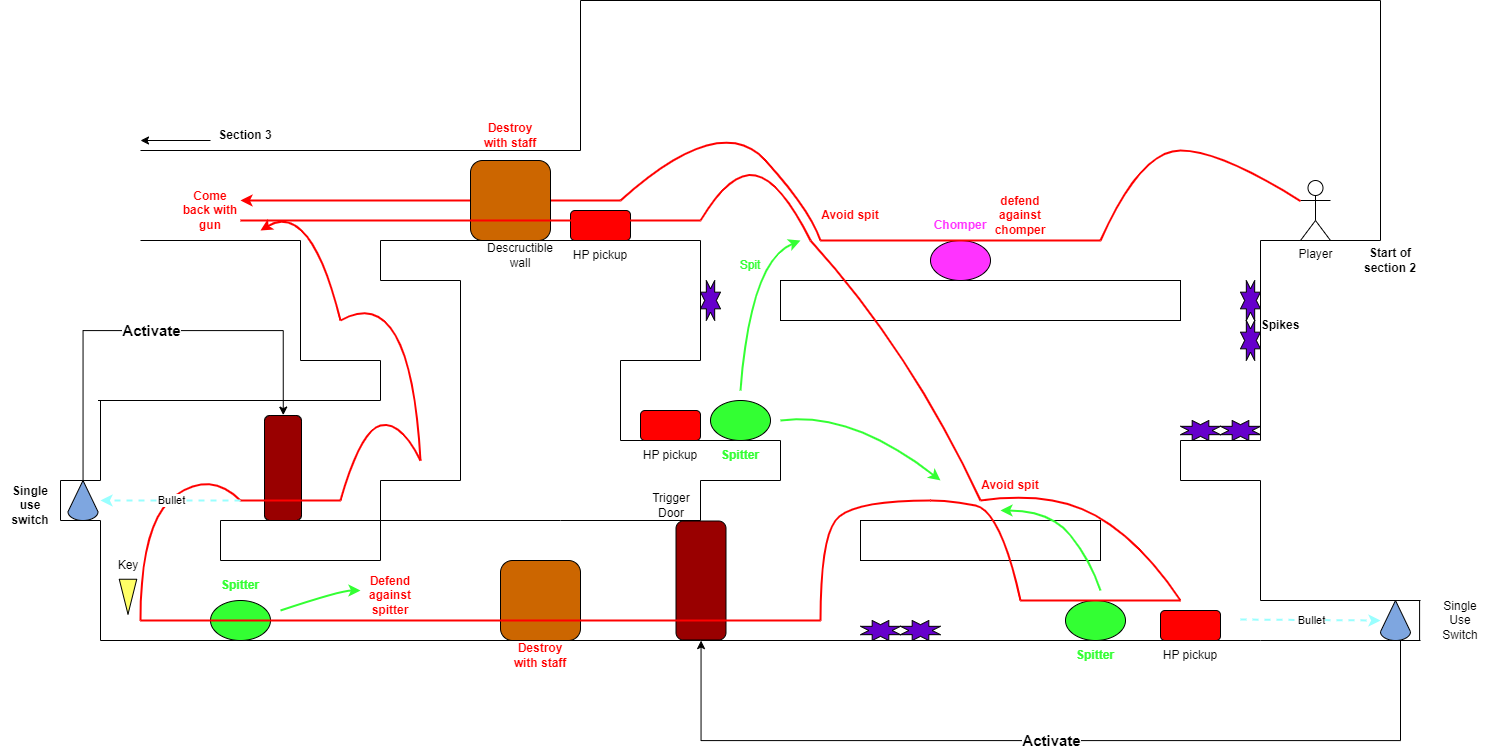 Section 3
Destroy
with staff
Come
back with
gun
Descructible
wall
HP pickup
Avoid spit
Chomper
defend
against
chomper
Player
Start of
section 2
Spit
Spikes
Activate
HP pickup
Spitter
Single
use
switch
Bullet
Trigger
Door
Avoid spit
Key
Spitter
Defend
against
spitter
Destroy
with staff
Spitter
HP pickup
Bullet
Single
Use
Switch
Activate